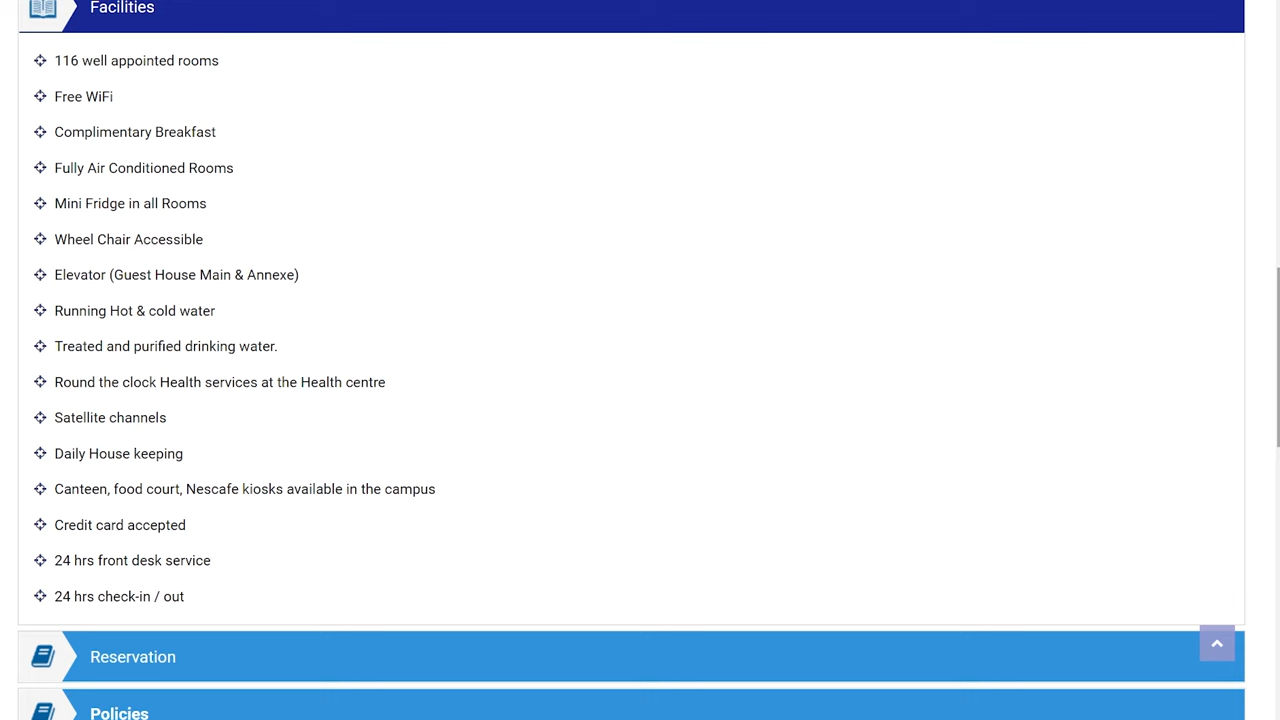 Facilities
116 well appointed rooms
Free WiFi
Complimentary Breakfast
Fully Air Conditioned Rooms
Mini Fridge in all Rooms
Wheel Chair Accessible
Elevator (Guest House Main & Annexe)
Running Hot & cold water
Treated and purified drinking water.
Round the clock Health services at the Health centre
Satellite channels
Daily House keeping
Canteen, food court, Nescafe kiosks available in the campus
Credit card accepted
24 hrs front desk service
24 hrs check-in / out
Reservation
Policies